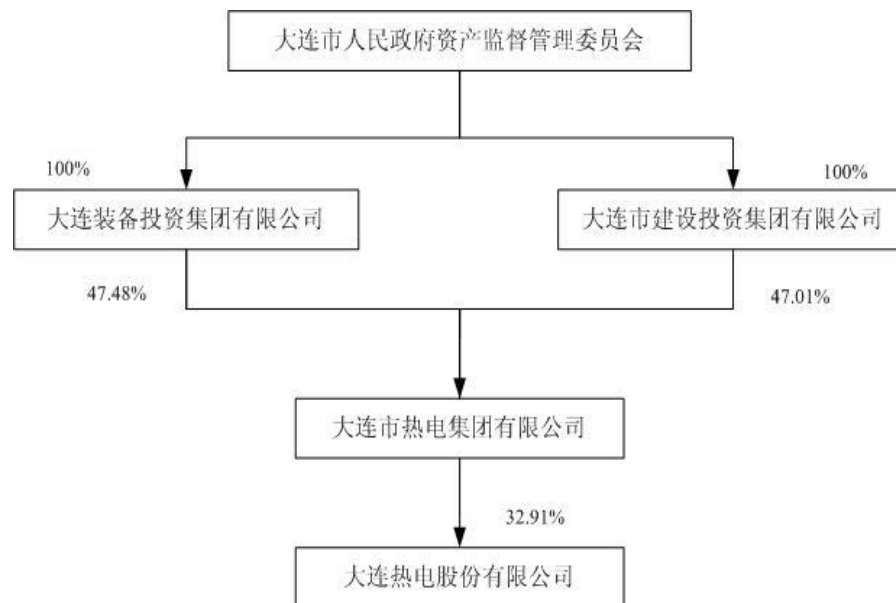 大连市人民政府资产监督管理委员会
100%
100%
大连装备投资集团有限公司
大连市建设投资集团有限公司
47.48%
47.01%
大连市热电集团有限公司
32.91%
大连热电股份有限公司